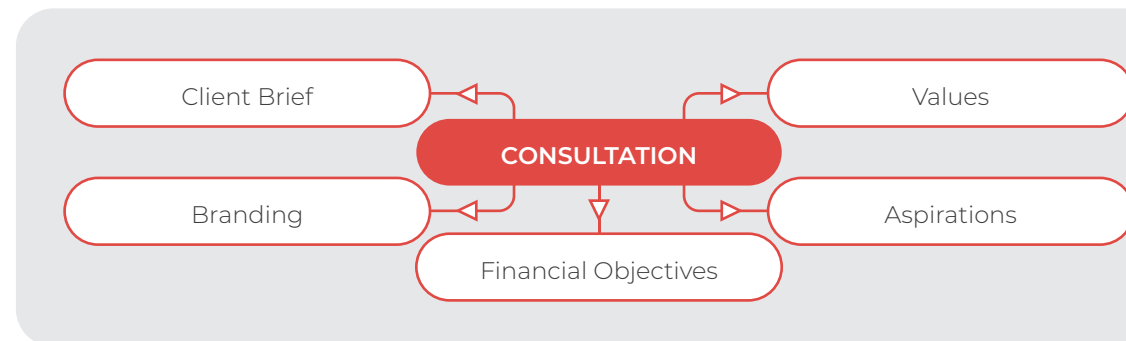 Client Brief
Values
CONSULTATION
Branding
Aspirations
Financial Objectives